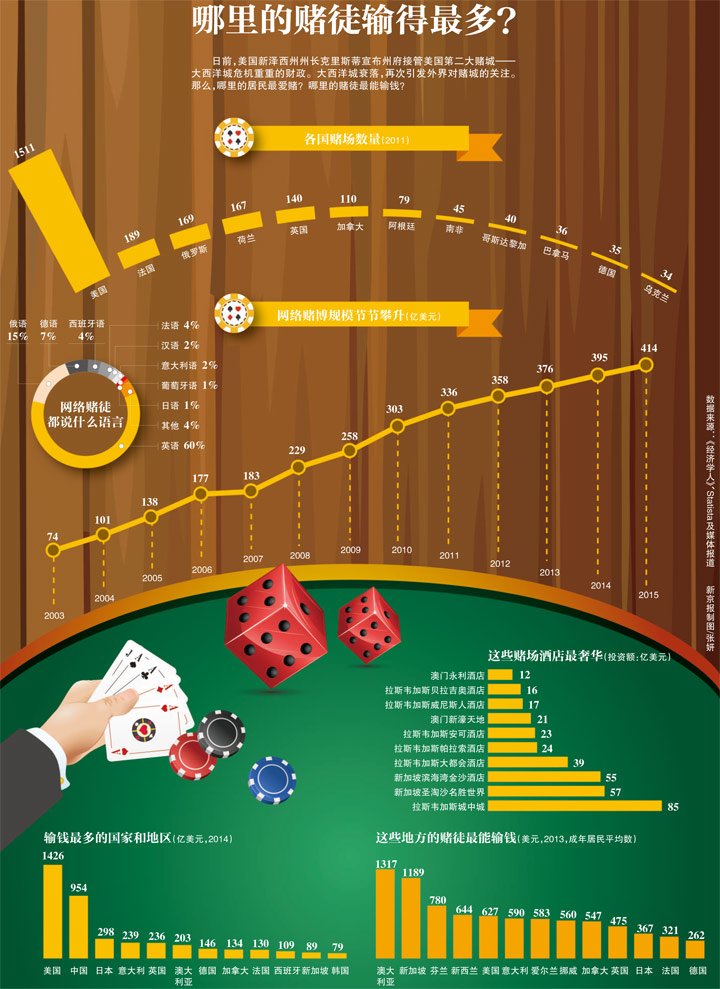 哪里的赌徒输得最多?
日前,美国新泽西州州长克里斯蒂宣布州府接管美国第二大赌城——
大西洋城危机重重的财政。大西洋城衰落,再次引发外界对赌城的关注。
那么,哪里的居民最爱赌? 哪里的赌徒最能输钱?
各国赌场数量(2011)
1511 189 169 167 140 110 79 45 40 36 35 34
美国 法国 俄罗斯 荷兰 英国 加拿大 阿根廷 南非 哥斯达黎加 巴拿马 德国 乌克兰
网络赌博规模节节攀升(亿美元)
俄语 德语 西班牙语
15% 7% 4%
法语 4%
汉语 2%
意大利语 2%
葡萄牙语 1%
日语 1%
其他 4%
英语 60%
网络赌徒
都说什么语言
74 101 138 177 183 229 258 303 336 358 376 395 414
2003 2004 2005 2006 2007 2008 2009 2010 2011 2012 2013 2014 2015
数据来源:《经济学人》、Statista及媒体报道 新京报制图/张妍
J A A
这些赌场酒店最奢华(投资额:亿美元)
澳门永利酒店 12
拉斯韦加斯贝拉吉奥酒店 16
拉斯韦加斯威尼斯人酒店 17
澳门新濠天地 21
拉斯韦加斯安可酒店 23
拉斯韦加斯帕拉索酒店 24
拉斯韦加斯大都会酒店 39
新加坡滨海湾金沙酒店 55
新加坡圣淘沙名胜世界 57
拉斯韦加斯城中城 85
输钱最多的国家和地区(亿美元,2014)
1426 954 298 239 236 203 146 134 130 109 89 79
美国 中国 日本 意大利 英国 澳大利亚 德国 加拿大 法国 西班牙 新加坡 韩国
这些地方的赌徒最能输钱(美元,2013,成年居民平均数)
1317 1189 780 644 627 590 583 560 547 475 367 321 262
澳大利亚 新加坡 芬兰 新西兰 美国 意大利 爱尔兰 挪威 加拿大 英国 日本 法国 德国